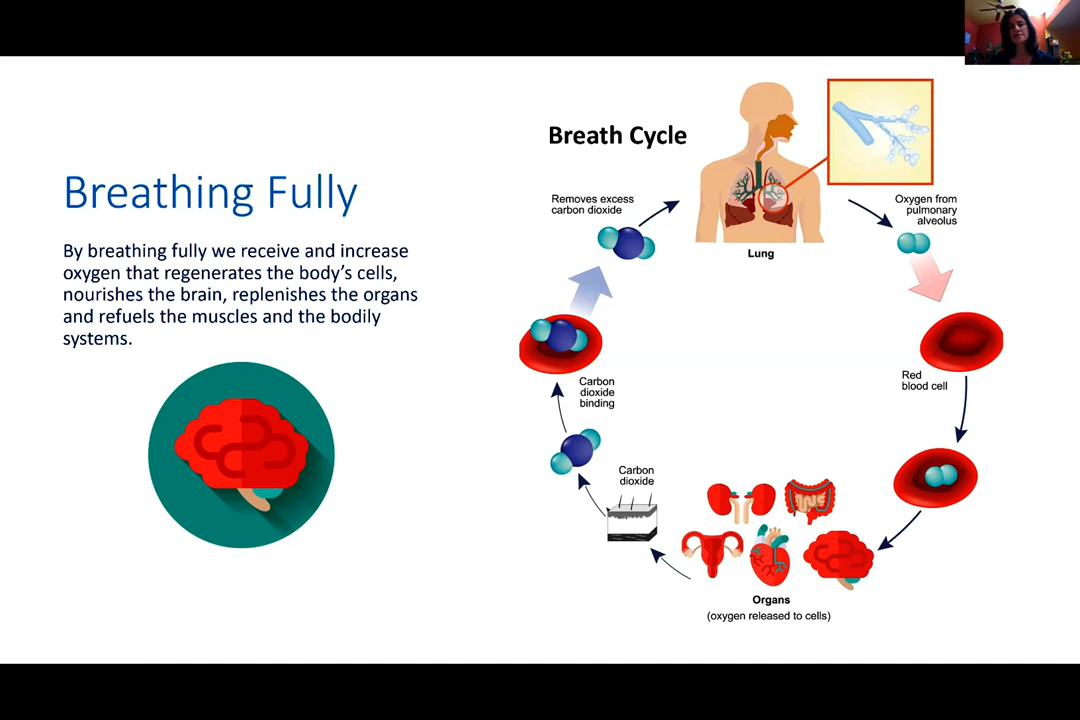 Breathing Fully
By breathing fully we receive and increase
oxygen that regenerates the body’s cells,
nourishes the brain, replenishes the organs
and refuels the muscles and the bodily
systems.
Breath Cycle
Removes excess
carbon dioxide
Lung
Oxygen from
pulmonary
alveolus
Red
blood cell
Carbon
dioxide
binding
Carbon
dioxide
Organs
(oxygen released to cells)